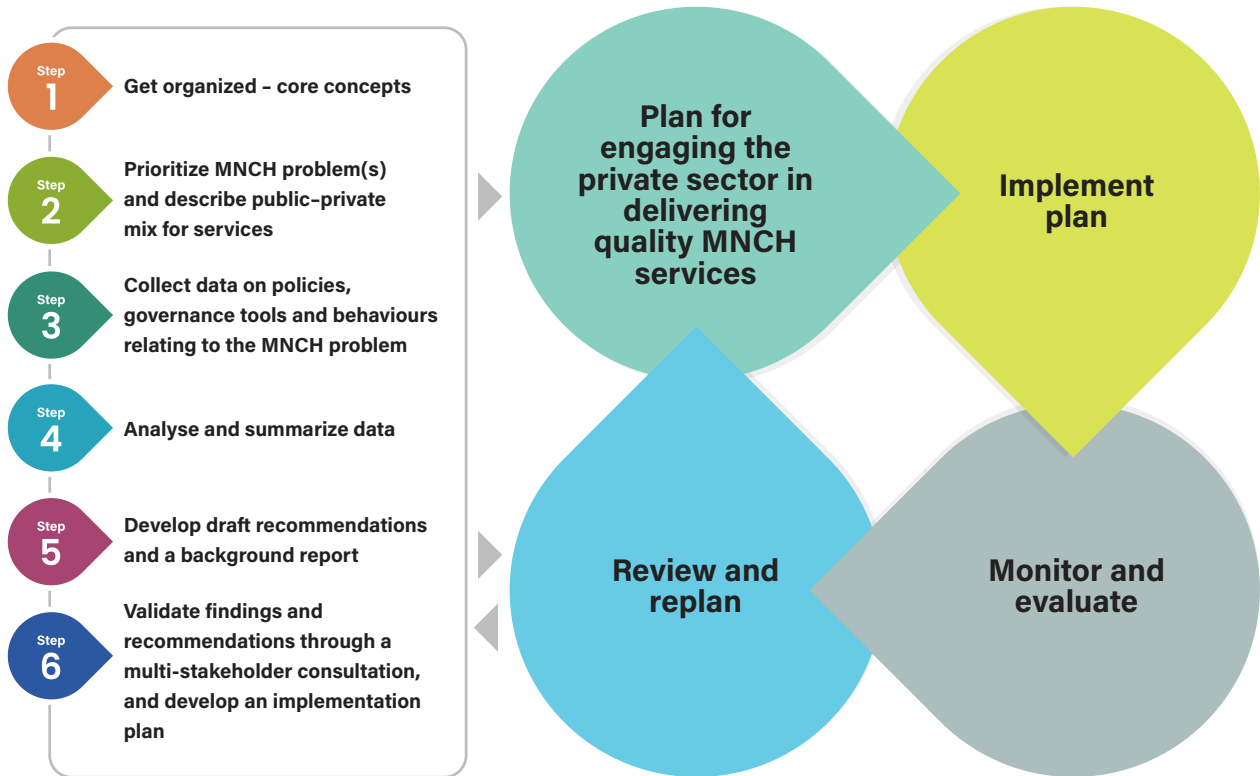 Step
1
Get organized – core concepts
Step
2
Prioritize MNCH problem(s)
and describe public–private
mix for services
Step
3
Collect data on policies,
governance tools and behaviours
relating to the MNCH problem
Step
4
Analyse and summarize data
Step
5
Develop draft recommendations
and a background report
Step
6
Validate findings and
recommendations through a
multi-stakeholder consultation,
and develop an implementation
plan
Plan for
engaging the
private sector in
delivering
quality MNCH
services
Implement
plan
Review and
replan
Monitor and
evaluate